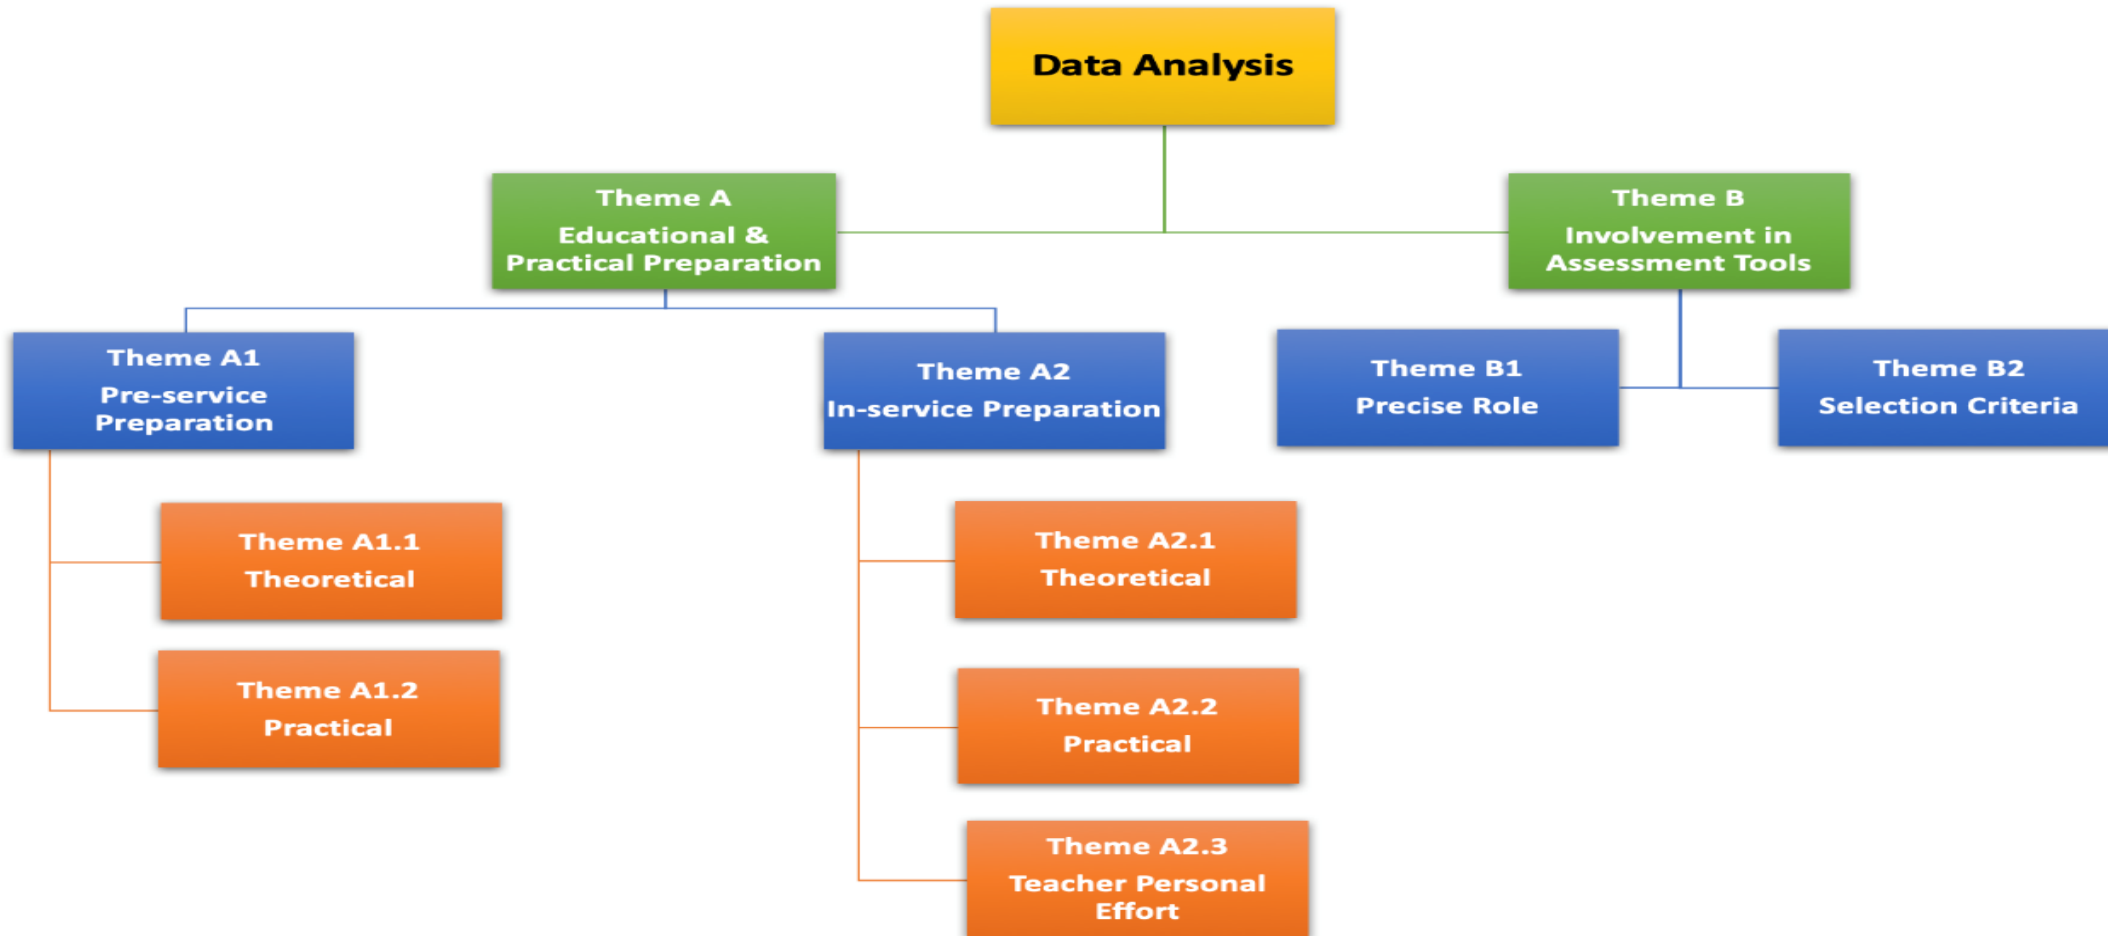 Data Analysis
Theme A
Educational &
Practical Preparation
Theme B
Involvement in
Assessment Tools
Theme A1
Pre-service
Preparation
Theme A2
In-service Preparation
Theme B1
Precise Role
Theme B2
Selection Criteria
Theme A1.1
Theoretical
Theme A1.2
Practical
Theme A2.1
Theoretical
Theme A2.2
Practical
Theme A2.3
Teacher Personal
Effort